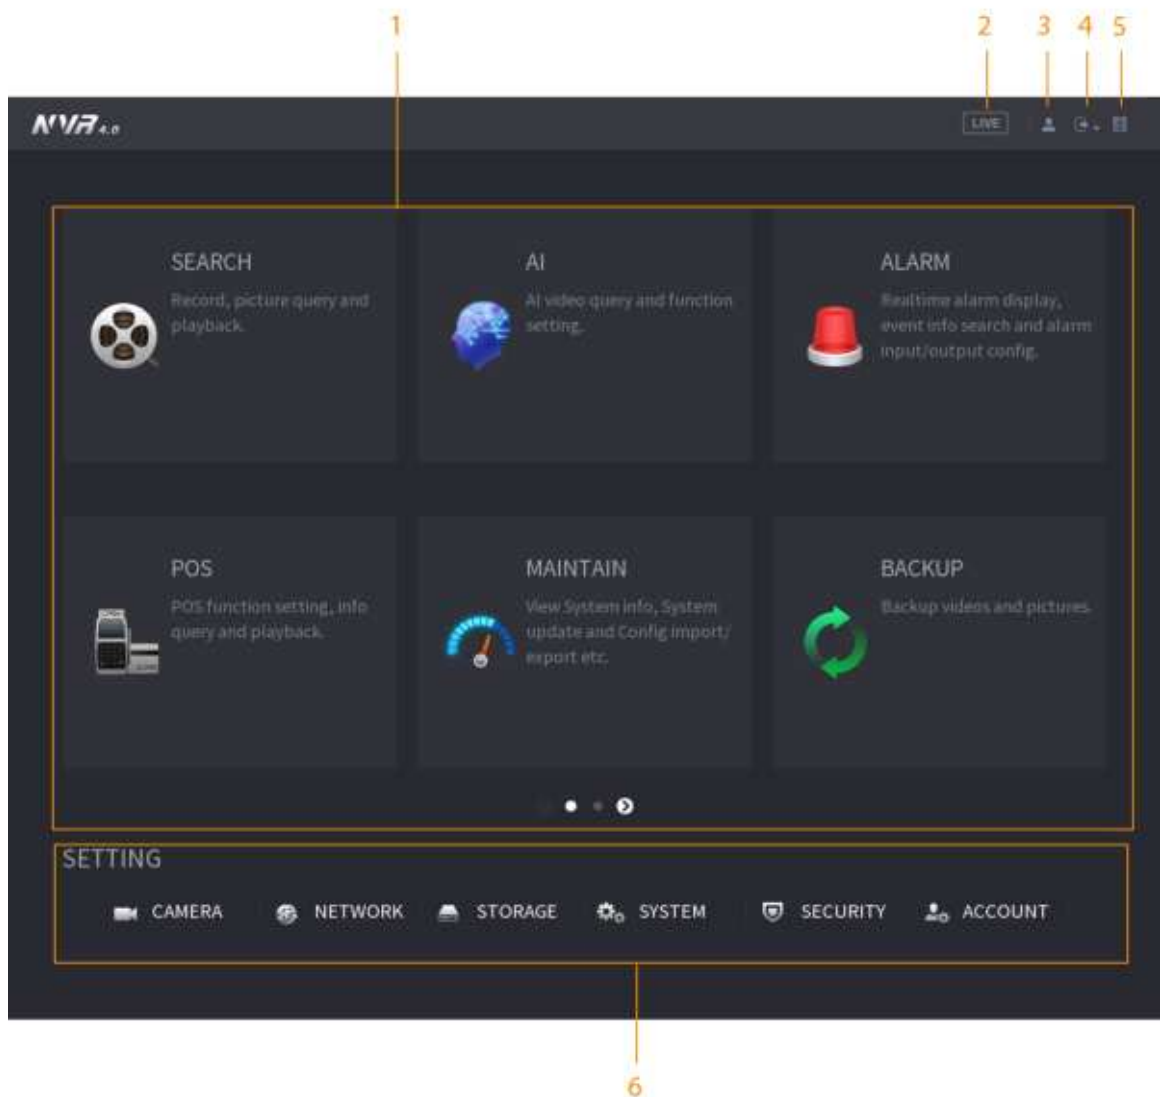 1
2 3 4 5
NVR 4.0
LIVE
SEARCH
Record, picture query and
playback.
AI
AI video query and function
setting.
ALARM
Realtime alarm display,
event info search and alarm
input/output config.
POS
POS function setting, info
query and playback.
MAINTAIN
View System info, System
update and Config import/
export etc.
BACKUP
Backup videos and pictures.
SETTING
CAMERA NETWORK STORAGE SYSTEM SECURITY ACCOUNT
6